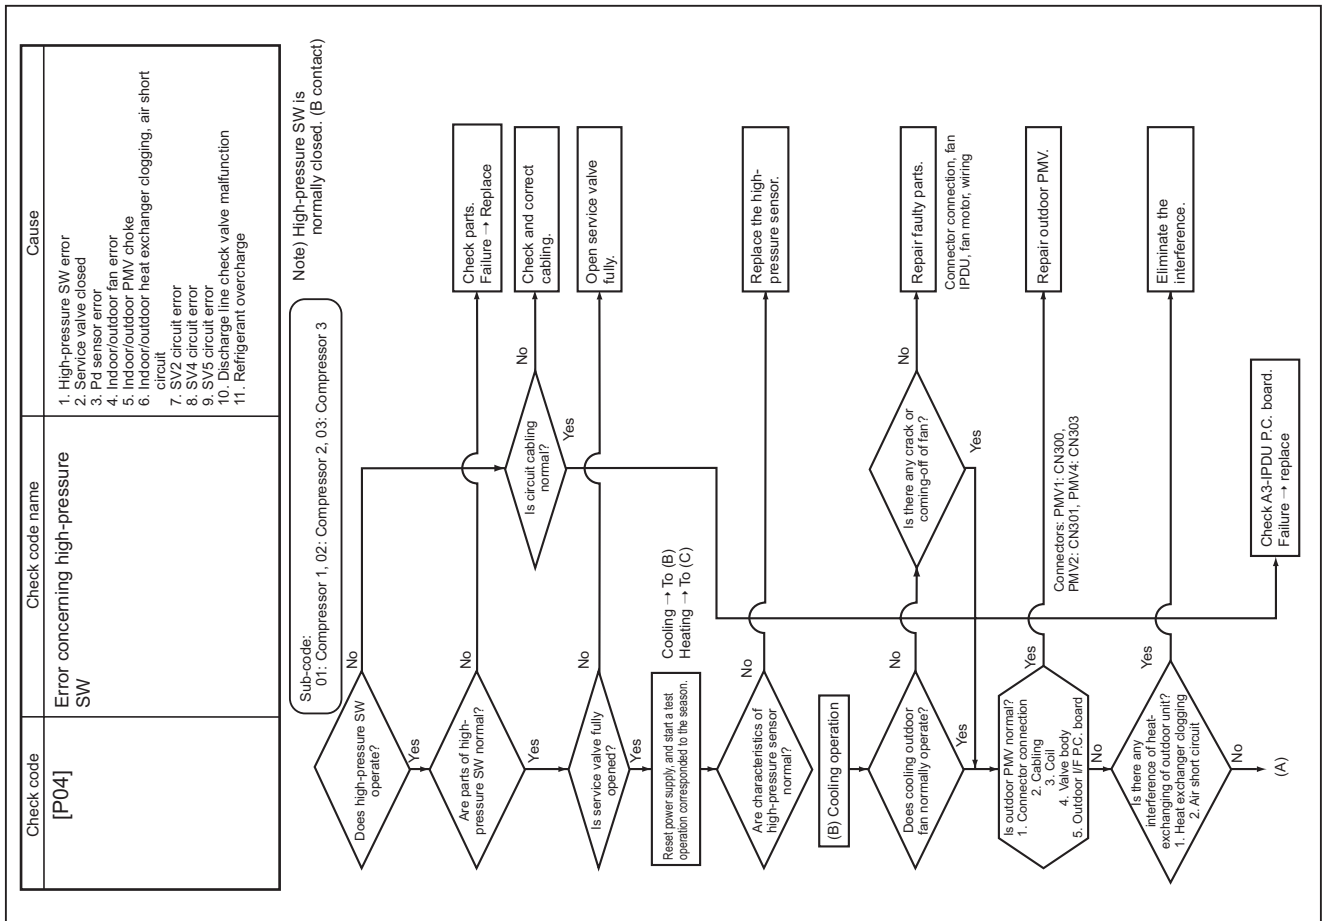 Check code
Check code name
Cause
[P04]
Error concerning high-pressure
SW
1. High-pressure SW error
2. Service valve closed
3. Pd sensor error
4. Indoor/outdoor fan error
5. Indoor/outdoor PMV choke
6. Indoor/outdoor heat exchanger clogging, air short
circuit
7. SV2 circuit error
8. SV4 circuit error
9. SV5 circuit error
10. Discharge line check valve malfunction
11. Refrigerant overcharge
Sub-code:
01: Compressor 1, 02: Compressor 2, 03: Compressor 3
Note) High-pressure SW is
normally closed. (B contact)
Does high-pressure SW
operate?
No
Yes
Are parts of high-
pressure SW normal?
No
Check parts.
Failure → Replace
Yes
Is circuit cabling
normal?
No
Check and correct
cabling.
Yes
Is service valve fully
opened?
No
Open service valve
fully.
Yes
Reset power supply, and start a test
operation corresponded to the season.
Cooling → To (B)
Heating → To (C)
Are characteristics of
high-pressure sensor
normal?
No
Replace the high-
pressure sensor.
(B) Cooling operation
Does cooling outdoor
fan normally operate?
No
Is there any crack or
coming-off of fan?
No
Repair faulty parts.
Connector connection, fan
IPDU, fan motor, wiring
Yes
Yes
Is outdoor PMV normal?
1. Connector connection
2. Cabling
3. Coil
4. Valve body
5. Outdoor I/F P.C. board
Yes
Repair outdoor PMV.
Connectors: PMV1: CN300,
PMV2: CN301, PMV4: CN303
No
Is there any
interference of heat-
exchanging of outdoor unit?
1. Heat exchanger clogging
2. Air short circuit
Yes
Eliminate the
interference.
No
(A)
Check A3-IPDU P.C. board.
Failure → replace